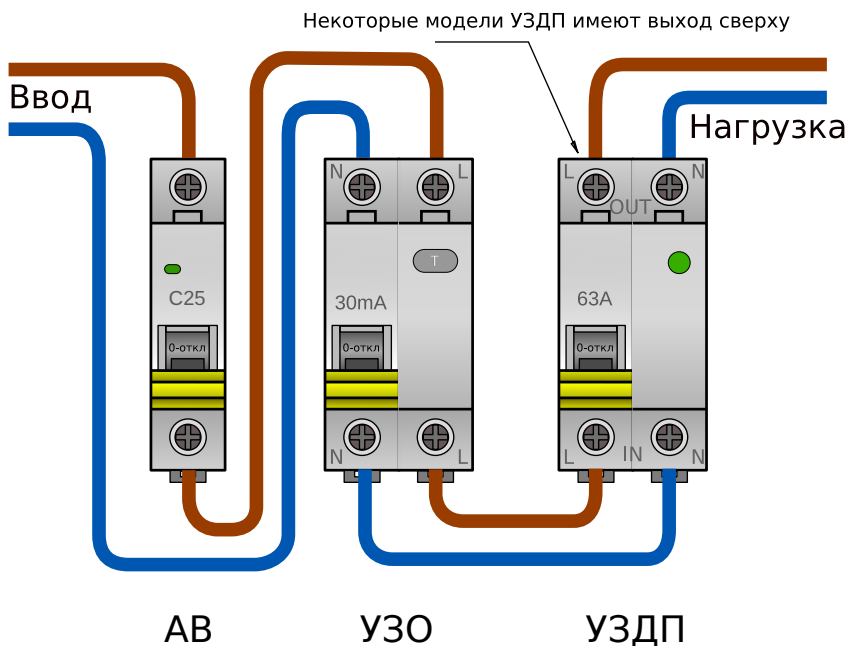 Некоторые модели УЗДП имеют выход сверху
Ввод
Нагрузка
N L
L N
OUT
T
C25
30mA
63A
0-откл
0-откл
0-откл
N L
L IN N
АВ
УЗО
УЗДП